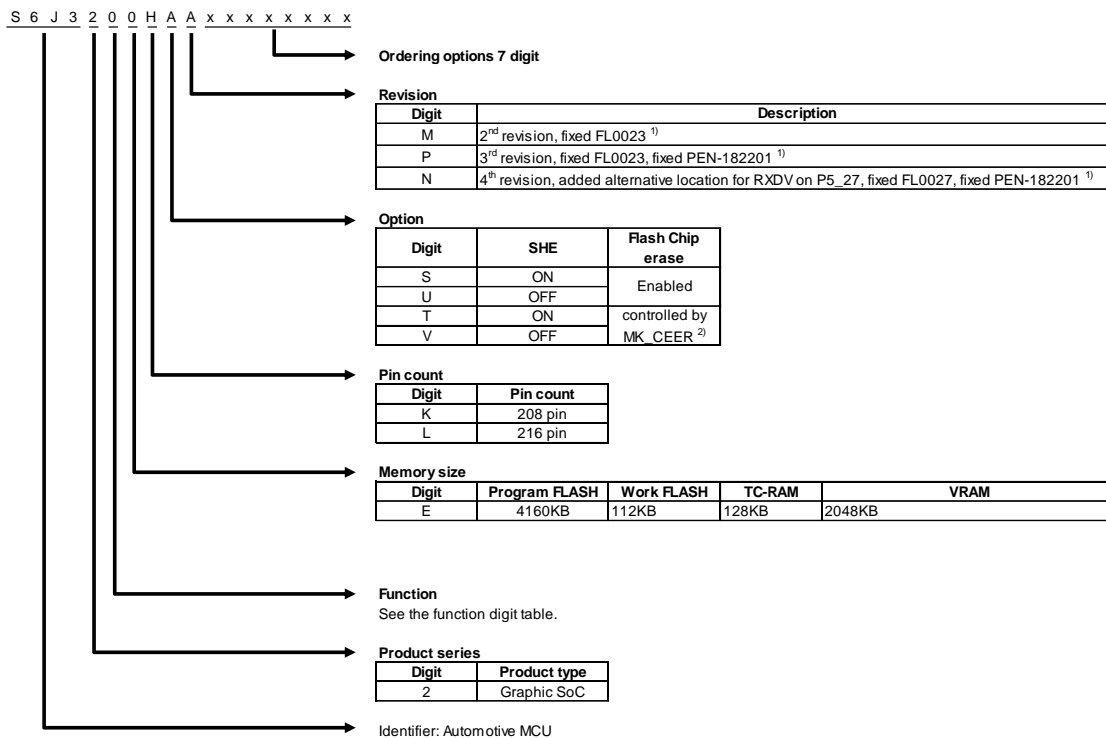 S 6 J 3 2 0 0 H A A x x x x x x x
Ordering options 7 digit
Revision
Digit Description
M 2nd revision, fixed FL0023 1)
P 3rd revision, fixed FL0023, fixed PEN-182201 1)
N 4th revision, added alternative location for RXDV on P5_27, fixed FL0027, fixed PEN-182201 1)
Option
Digit SHE Flash Chip erase
S ON Enabled
U OFF
T ON controlled by
V OFF MK_CEER 2)
Pin count
Digit Pin count
K 208 pin
L 216 pin
Memory size
Digit Program FLASH Work FLASH TC-RAM VRAM
E 4160KB 112KB 128KB 2048KB
Function
See the function digit table.
Product series
Digit Product type
2 Graphic SoC
Identifier: Automotive MCU